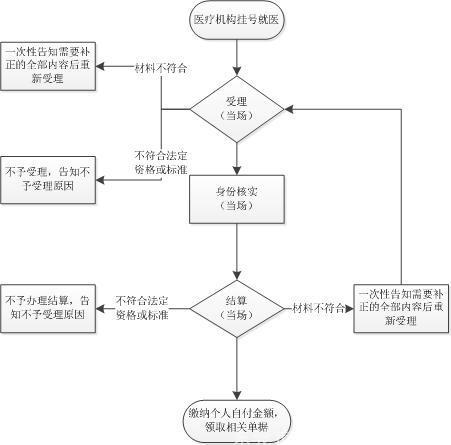 医疗机构挂号就医
一次性告知需要补
正的全部内容后重
新受理
材料不符合
受理
（当场）
不符合法定
资格或标准
不予受理，告知不
予受理原因
身份核实
（当场）
不予办理结算，告
知不予受理原因
不符合法定
资格或标准
结算
（当场）
材料不符合
一次性告知需要补
正的全部内容后重
新受理
缴纳个人自付金额，
领取相关单据